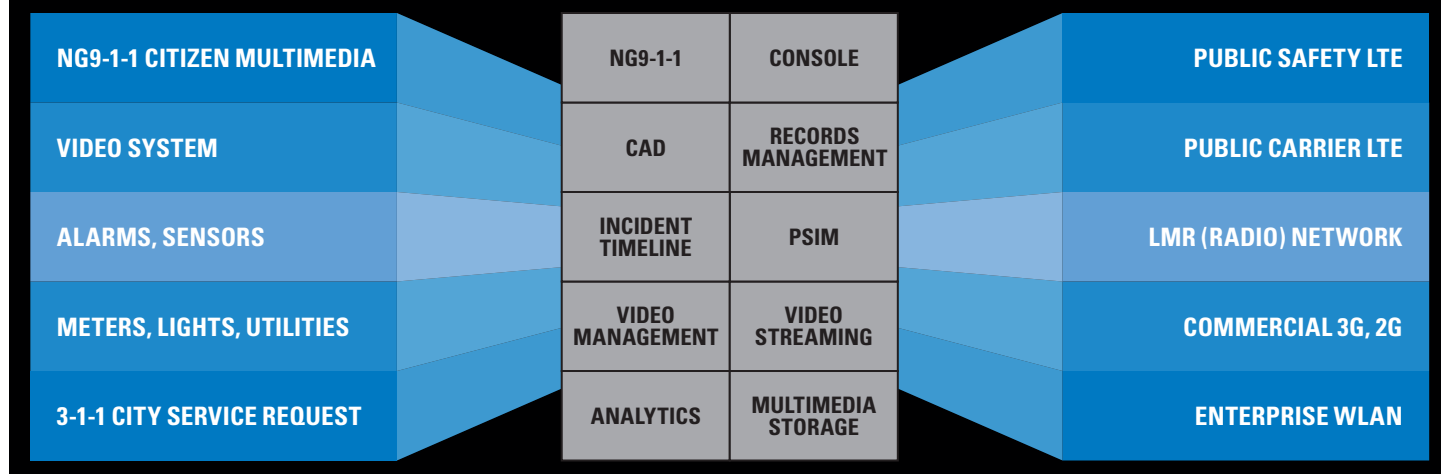 NG9-1-1 CITIZEN MULTIMEDIA
VIDEO SYSTEM
ALARMS, SENSORS
METERS, LIGHTS, UTILITIES
3-1-1 CITY SERVICE REQUEST
NG9-1-1
CONSOLE
CAD
RECORDS
MANAGEMENT
INCIDENT
TIMELINE
PSIM
VIDEO
MANAGEMENT
VIDEO
STREAMING
ANALYTICS
MULTIMEDIA
STORAGE
PUBLIC SAFETY LTE
PUBLIC CARRIER LTE
LMR (RADIO) NETWORK
COMMERCIAL 3G, 2G
ENTERPRISE WLAN